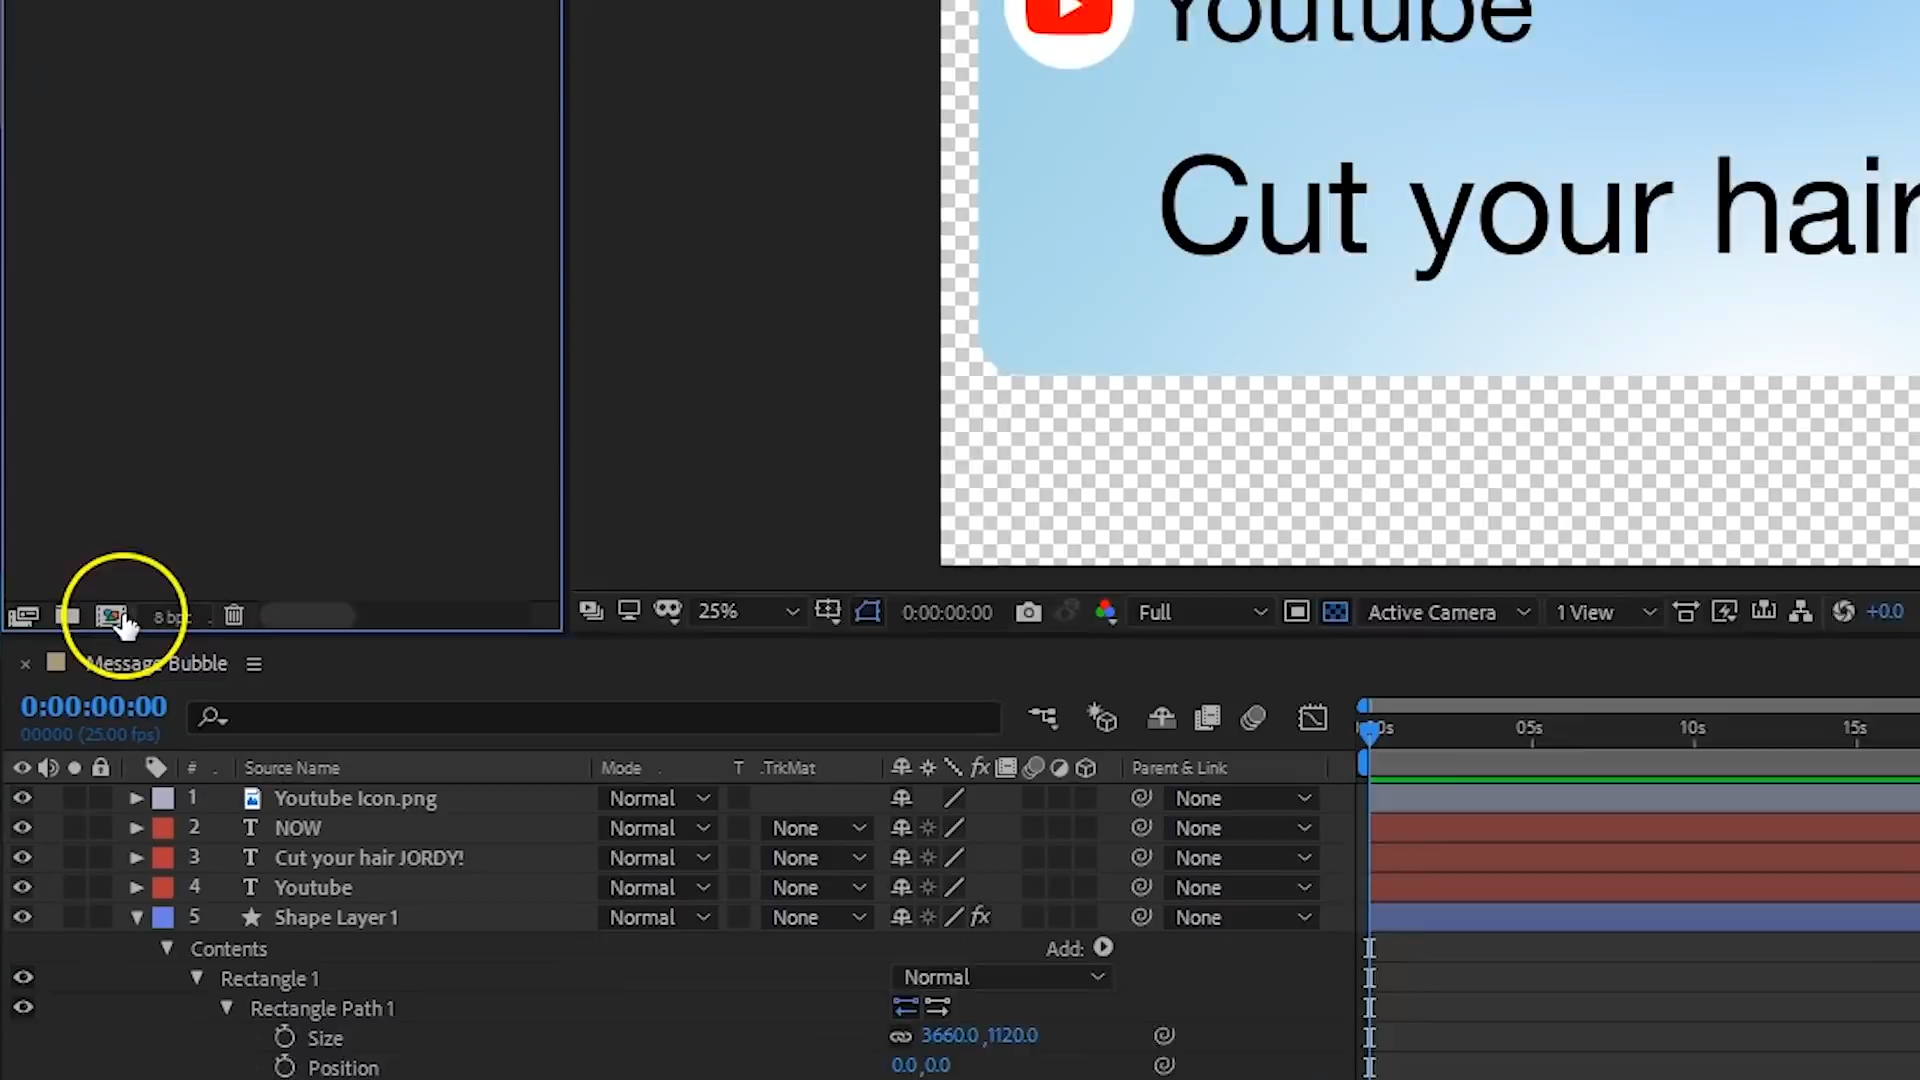 Youtube
Cut your hair
8 bpc
25%
0:00:00:00
Full
Active Camera
1 View
+0.0
Message Bubble
0:00:00:00
00000 (25.00 fps)
05s
10s
15s
#
Source Name
Mode
T
.TrkMat
fx
Parent & Link
1
Youtube Icon.png
Normal
None
2
T
NOW
Normal
None
None
3
T
Cut your hair JORDY!
Normal
None
None
4
T
Youtube
Normal
None
None
5
Shape Layer 1
Normal
None
fx
None
Contents
Add:
Rectangle 1
Normal
Rectangle Path 1
Size
3660.0 ,1120.0
Position
0.0 ,0.0